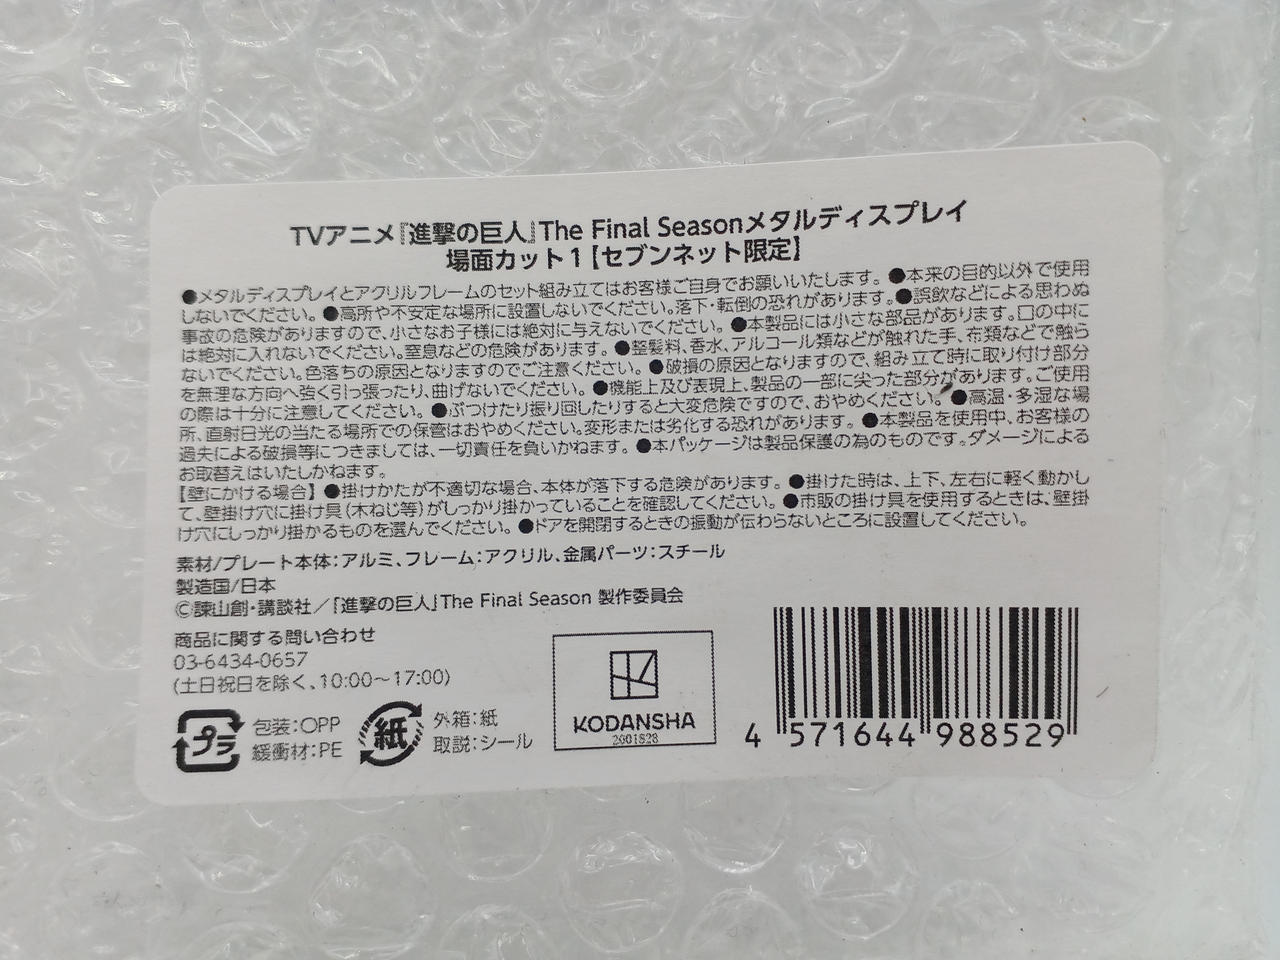 TVアニメ『進撃の巨人』The Final Seasonメタルディスプレイ
場面カット1【セブンネット限定】
●メタルディスプレイとアクリルフレームのセット組み立てはお客様ご自身でお願いいたします。 ●本来の目的以外で使用
しないでください。 ●高所や不安定な場所に設置しないでください。落下・転倒の恐れがあります。●誤飲などによる思わぬ
事故の危険がありますので、小さなお子様には絶対に与えないでください。 ●本製品には小さな部品があります。口の中に
は絶対に入れないでください。窒息などの危険があります。 ●整髪料、香水、アルコール類などが触れた手、布類などで触ら
ないでください。色落ちの原因となりますのでご注意ください。 ●破損の原因となりますので、組み立て時に取り付け部分
を無理な方向へ強く引っ張ったり、曲げないでください。 ●機能上及び表現上、製品の一部に尖った部分があります。ご使用
の際は十分に注意してください。 ●ぶつけたり振り回したりすると大変危険ですので、おやめください。 ●高温・多湿な場
所、直射日光の当たる場所での保管はおやめください。変形または劣化する恐れがあります。 ●本製品を使用中、お客様の
過失による破損等につきましては、一切責任を負いかねます。 ●本パッケージは製品保護の為のものです。ダメージによる
お取替えはいたしかねます。
【壁にかける場合】 ●掛けかたが不適切な場合、本体が落下する危険があります。 ●掛けた時は、上下、左右に軽く動かし
て、壁掛け穴に掛け具(木ねじ等)がしっかり掛かっていることを確認してください。 ●市販の掛け具を使用するときは、壁掛
け穴にしっかり掛かるものを選んでください。 ●ドアを開閉するときの振動が伝わらないところに設置してください。
素材/プレート本体：アルミ、フレーム：アクリル、金属パーツ：スチール
製造国/日本
©諫山創・講談社／「進撃の巨人」The Final Season 製作委員会
商品に関する問い合わせ
03-6434-0657
(土日祝日を除く、10:00～17:00)
プラ
包装：OPP
緩衝材：PE
紙
外箱：紙
取説：シール
KODANSHA
2001828
4 571644 988529